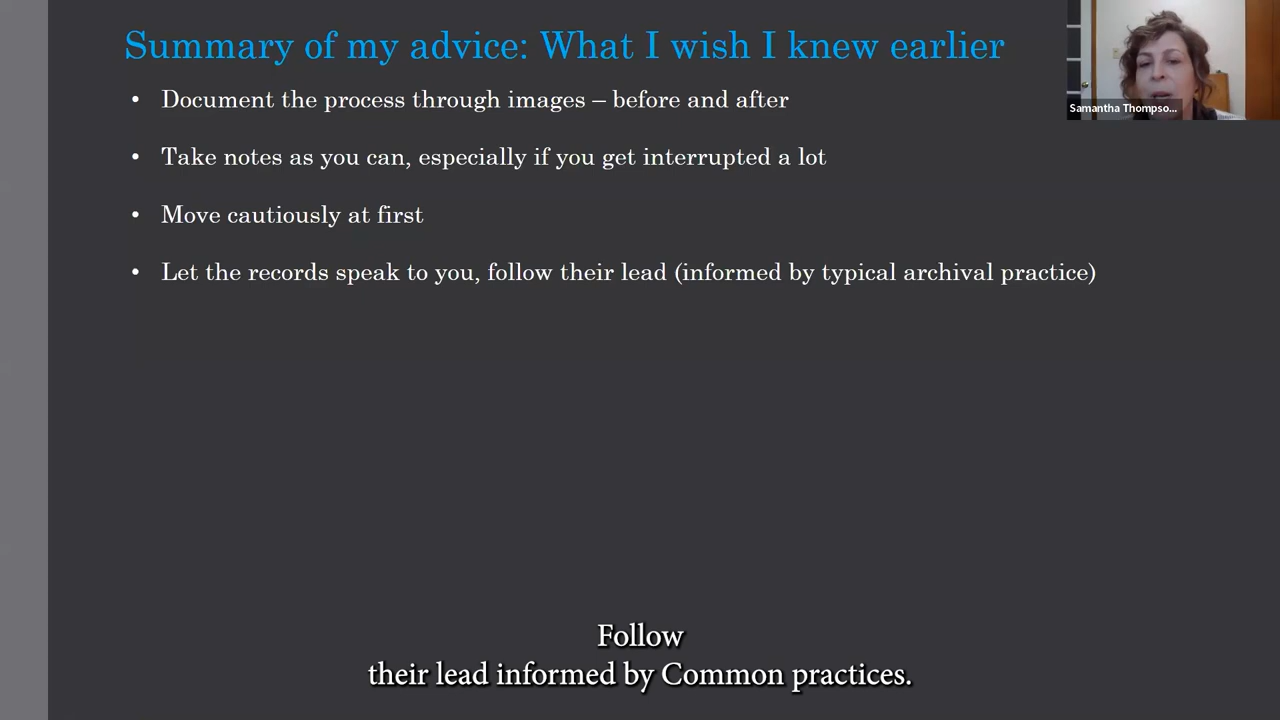 Summary of my advice: What I wish I knew earlier
• Document the process through images – before and after
• Take notes as you can, especially if you get interrupted a lot
• Move cautiously at first
• Let the records speak to you, follow their lead (informed by typical archival practice)
Samantha Thompso...
Follow
their lead informed by Common practices.